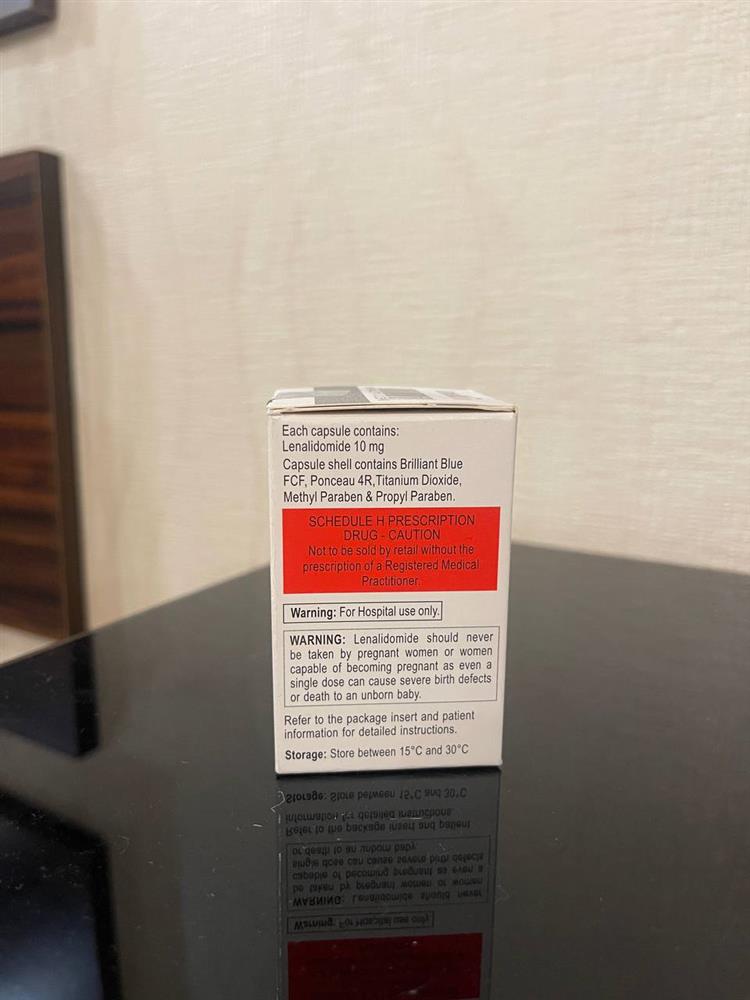 Each capsule contains:
Lenalidomide 10 mg
Capsule shell contains Brilliant Blue
FCF, Ponceau 4R,Titanium Dioxide,
Methyl Paraben & Propyl Paraben.
SCHEDULE H PRESCRIPTION
DRUG - CAUTION
Not to be sold by retail without the
prescription of a Registered Medical
Practitioner.
Warning: For Hospital use only.
WARNING: Lenalidomide should never
be taken by pregnant women or women
capable of becoming pregnant as even a
single dose can cause severe birth defects
or death to an unborn baby.
Refer to the package insert and patient
information for detailed instructions.
Storage: Store between 15°C and 30°C